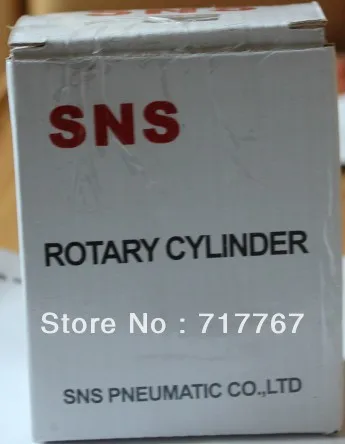 SNS
ROTARY CYLINDER
Store No : 717767
SNS PNEUMATIC CO.,LTD